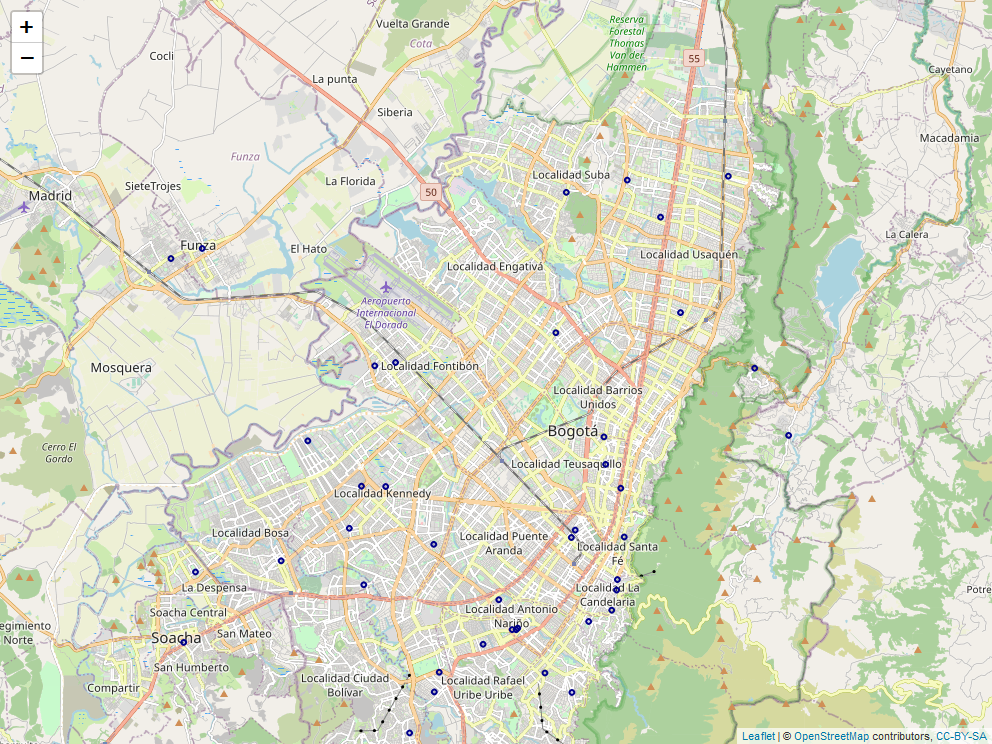 +
−
Vuelta Grande
Cota
Cocli
La punta
Siberia
Reserva
Forestal
Thomas
Van der
Hammen
55
Cayetano
Macadamia
Funza
SieteTrojes
La Florida
50
Localidad Suba
Madrid
Funza
El Hato
La Calera
Localidad Usaquén
Localidad Engativá
Aeropuerto
Internacional
El Dorado
Mosquera
Localidad Fontibón
Localidad Barrios
Unidos
Bogotá
Cerro El
Gordo
Localidad Teusaquillo
Localidad Kennedy
Localidad Bosa
Localidad Puente
Aranda
Localidad Santa
Fé
La Despensa
Localidad La
Candelaria
Potre
Soacha Central
Localidad Antonio
Nariño
egimiento
Norte
Soacha
San Mateo
San Humberto
Compartir
Localidad Ciudad
Bolívar
Localidad Rafael
Uribe Uribe
Leaflet | © OpenStreetMap contributors, CC-BY-SA